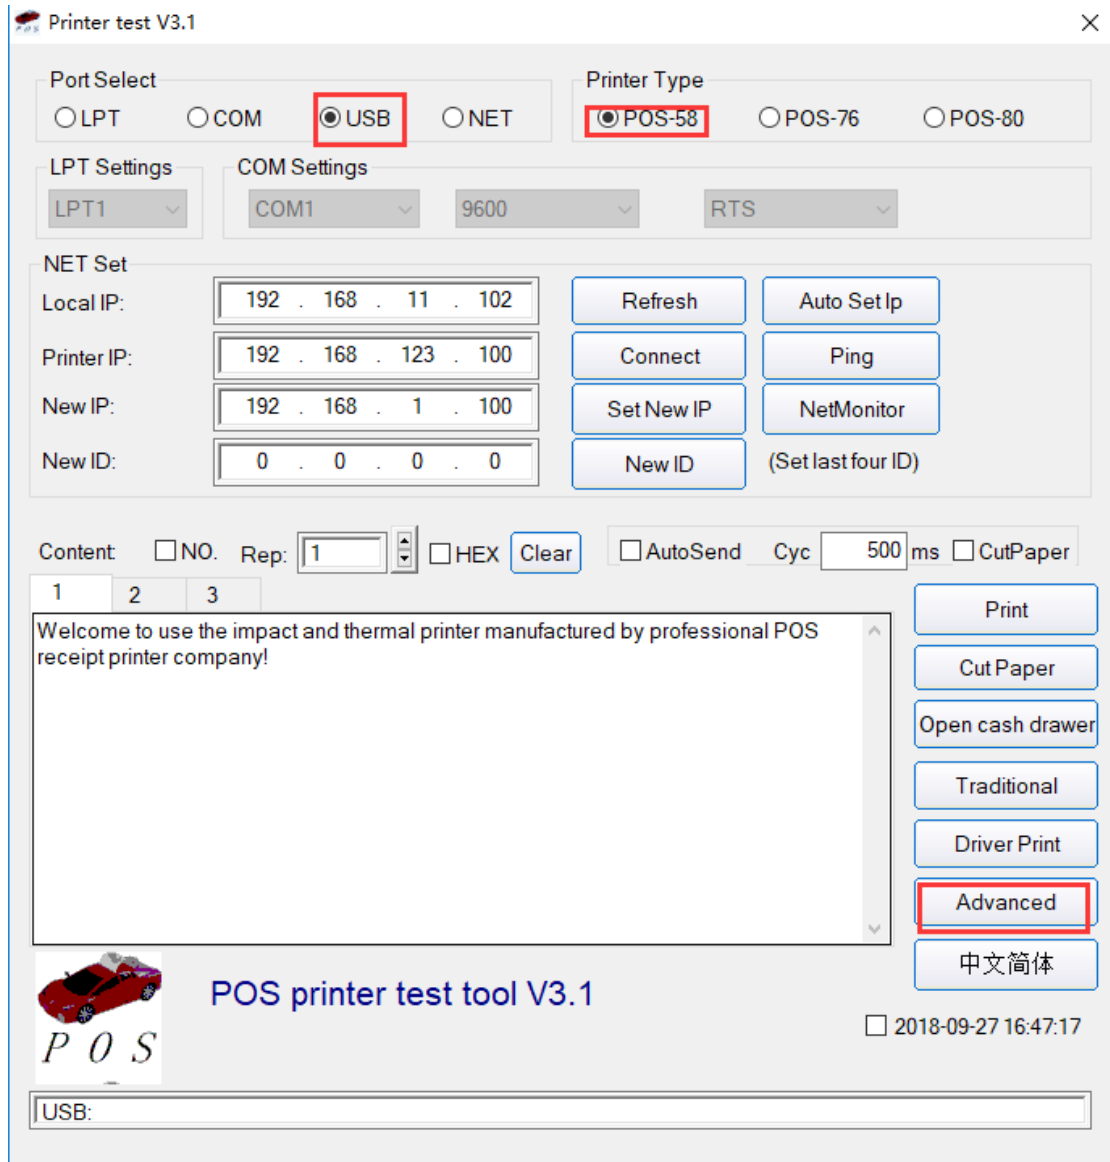 Printer test V3.1
Port Select
LPT COM USB NET
Printer Type
POS-58 POS-76 POS-80
LPT Settings
LPT1
COM Settings
COM1 9600 RTS
NET Set
Local IP: 192 . 168 . 11 . 102 Refresh Auto Set Ip
Printer IP: 192 . 168 . 123 . 100 Connect Ping
New IP: 192 . 168 . 1 . 100 Set New IP NetMonitor
New ID: 0 . 0 . 0 . 0 New ID (Set last four ID)
Content: NO. Rep: 1 HEX Clear AutoSend Cyc 500 ms CutPaper
1 2 3
Welcome to use the impact and thermal printer manufactured by professional POS
receipt printer company!
Print
Cut Paper
Open cash drawer
Traditional
Driver Print
Advanced
中文简体
POS
POS printer test tool V3.1
2018-09-27 16:47:17
USB: